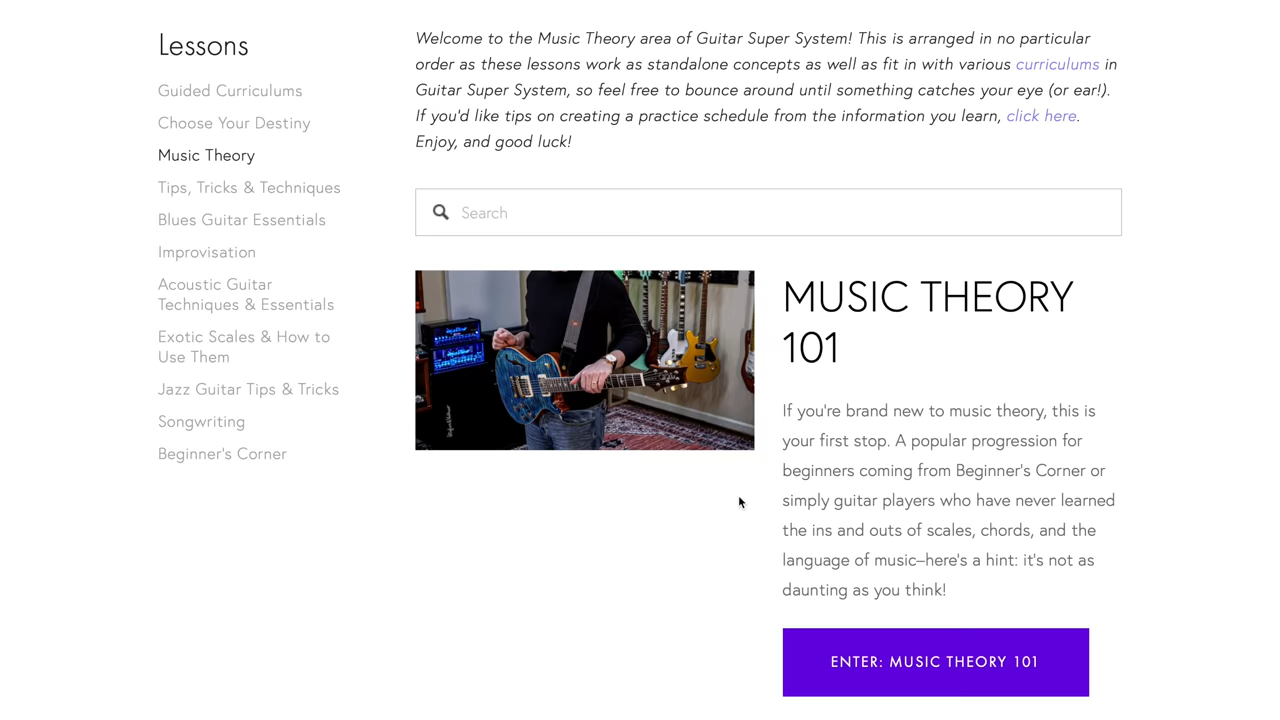 Lessons
Guided Curriculums
Choose Your Destiny
Music Theory
Tips, Tricks & Techniques
Blues Guitar Essentials
Improvisation
Acoustic Guitar
Techniques & Essentials
Exotic Scales & How to
Use Them
Jazz Guitar Tips & Tricks
Songwriting
Beginner's Corner
Welcome to the Music Theory area of Guitar Super System! This is arranged in no particular
order as these lessons work as standalone concepts as well as fit in with various curriculums in
Guitar Super System, so feel free to bounce around until something catches your eye (or ear!).
If you'd like tips on creating a practice schedule from the information you learn, click here.
Enjoy, and good luck!
Search
MUSIC THEORY
101
If you're brand new to music theory, this is
your first stop. A popular progression for
beginners coming from Beginner's Corner or
simply guitar players who have never learned
the ins and outs of scales, chords, and the
language of music–here's a hint: it's not as
daunting as you think!
ENTER: MUSIC THEORY 101